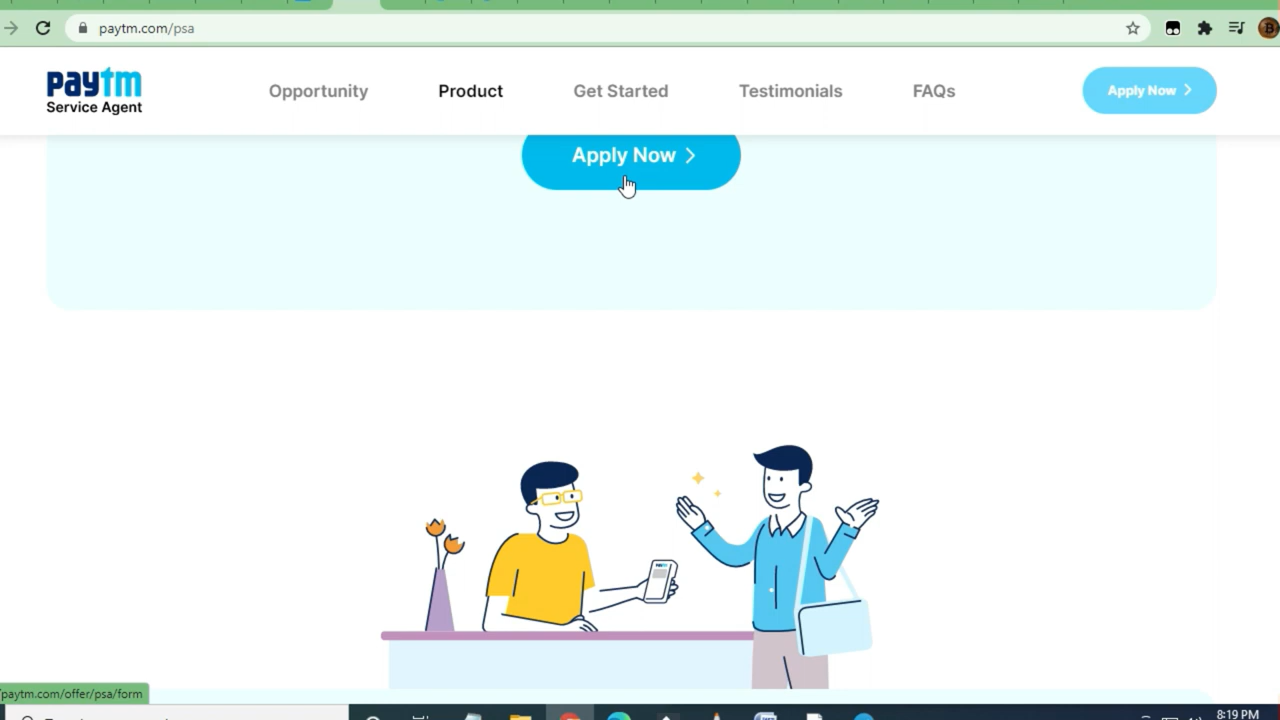 paytm.com/psa
paytm
Service Agent
Opportunity
Product
Get Started
Testimonials
FAQs
Apply Now
Apply Now
paytm
paytm.com/offer/psa/form
8:19 PM